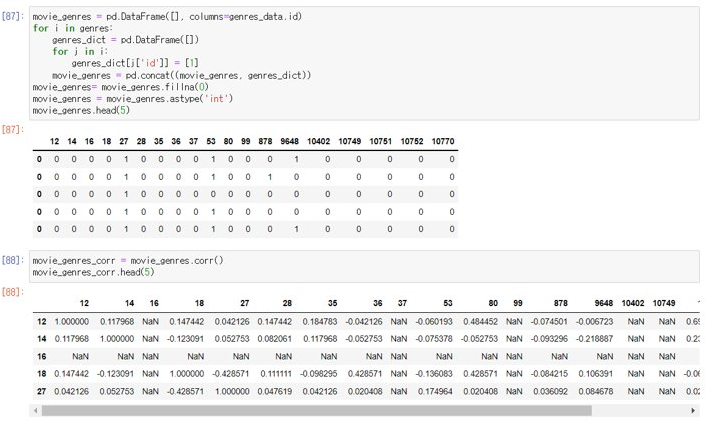 [87]: movie_genres = pd.DataFrame([], columns=genres_data.id)
for i in genres:
    genres_dict = pd.DataFrame([])
    for j in i:
        genres_dict[j['id']] = [1]
    movie_genres = pd.concat((movie_genres, genres_dict))
movie_genres= movie_genres.fillna(0)
movie_genres = movie_genres.astype('int')
movie_genres.head(5)
[87]:
12 14 16 18 27 28 35 36 37 53 80 99 878 9648 10402 10749 10751 10752 10770
0 0 0 0 0 1 0 0 0 0 1 0 0 0 1 0 0 0 0 0
0 0 0 0 0 1 0 0 0 0 1 0 0 1 0 0 0 0 0 0
0 0 0 0 0 1 0 0 0 0 0 0 0 0 0 0 0 0 0 0
0 0 0 0 0 1 0 0 0 0 1 0 0 0 0 0 0 0 0 0
0 0 0 0 0 1 0 0 0 0 1 0 0 0 1 0 0 0 0 0
[88]: movie_genres_corr = movie_genres.corr()
movie_genres_corr.head(5)
[88]:
12 14 16 18 27 28 35 36 37 53 80 99 878 9648 10402 10749
12 1.000000 0.117968 NaN 0.147442 0.042126 0.147442 0.184783 -0.042126 NaN -0.060193 0.484452 NaN -0.074501 -0.006723 NaN NaN
14 0.117968 1.000000 NaN -0.123091 0.052753 0.082061 0.117968 -0.052753 NaN -0.075378 -0.052753 NaN -0.093296 -0.218887 NaN NaN
16 NaN NaN NaN NaN NaN NaN NaN NaN NaN NaN NaN NaN NaN NaN NaN NaN
18 0.147442 -0.123091 NaN 1.000000 -0.428571 0.111111 -0.098295 0.428571 NaN -0.136083 0.428571 NaN -0.084215 0.106391 NaN NaN
27 0.042126 0.052753 NaN -0.428571 1.000000 0.047619 0.042126 0.020408 NaN 0.174964 0.020408 NaN 0.036092 0.084678 NaN NaN